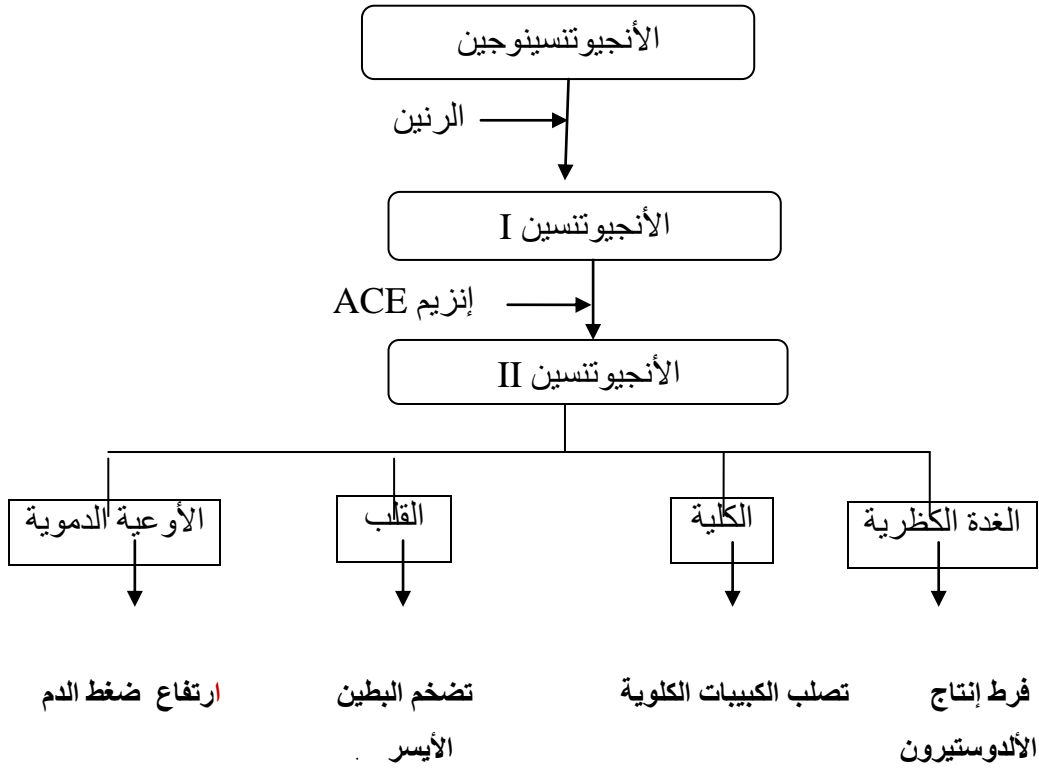 الأنجيوتنسينوجين
الرنين
الأنجيوتنسين I
إنزيم ACE
الأنجيوتنسين II
الغدة الكظرية
الكلية
القلب
الأوعية الدموية
فرط إنتاج
الألدوستيرون
تصلب الكبيبات الكلوية
تضخم البطين
الأيسر .
ارتفاع ضغط الدم